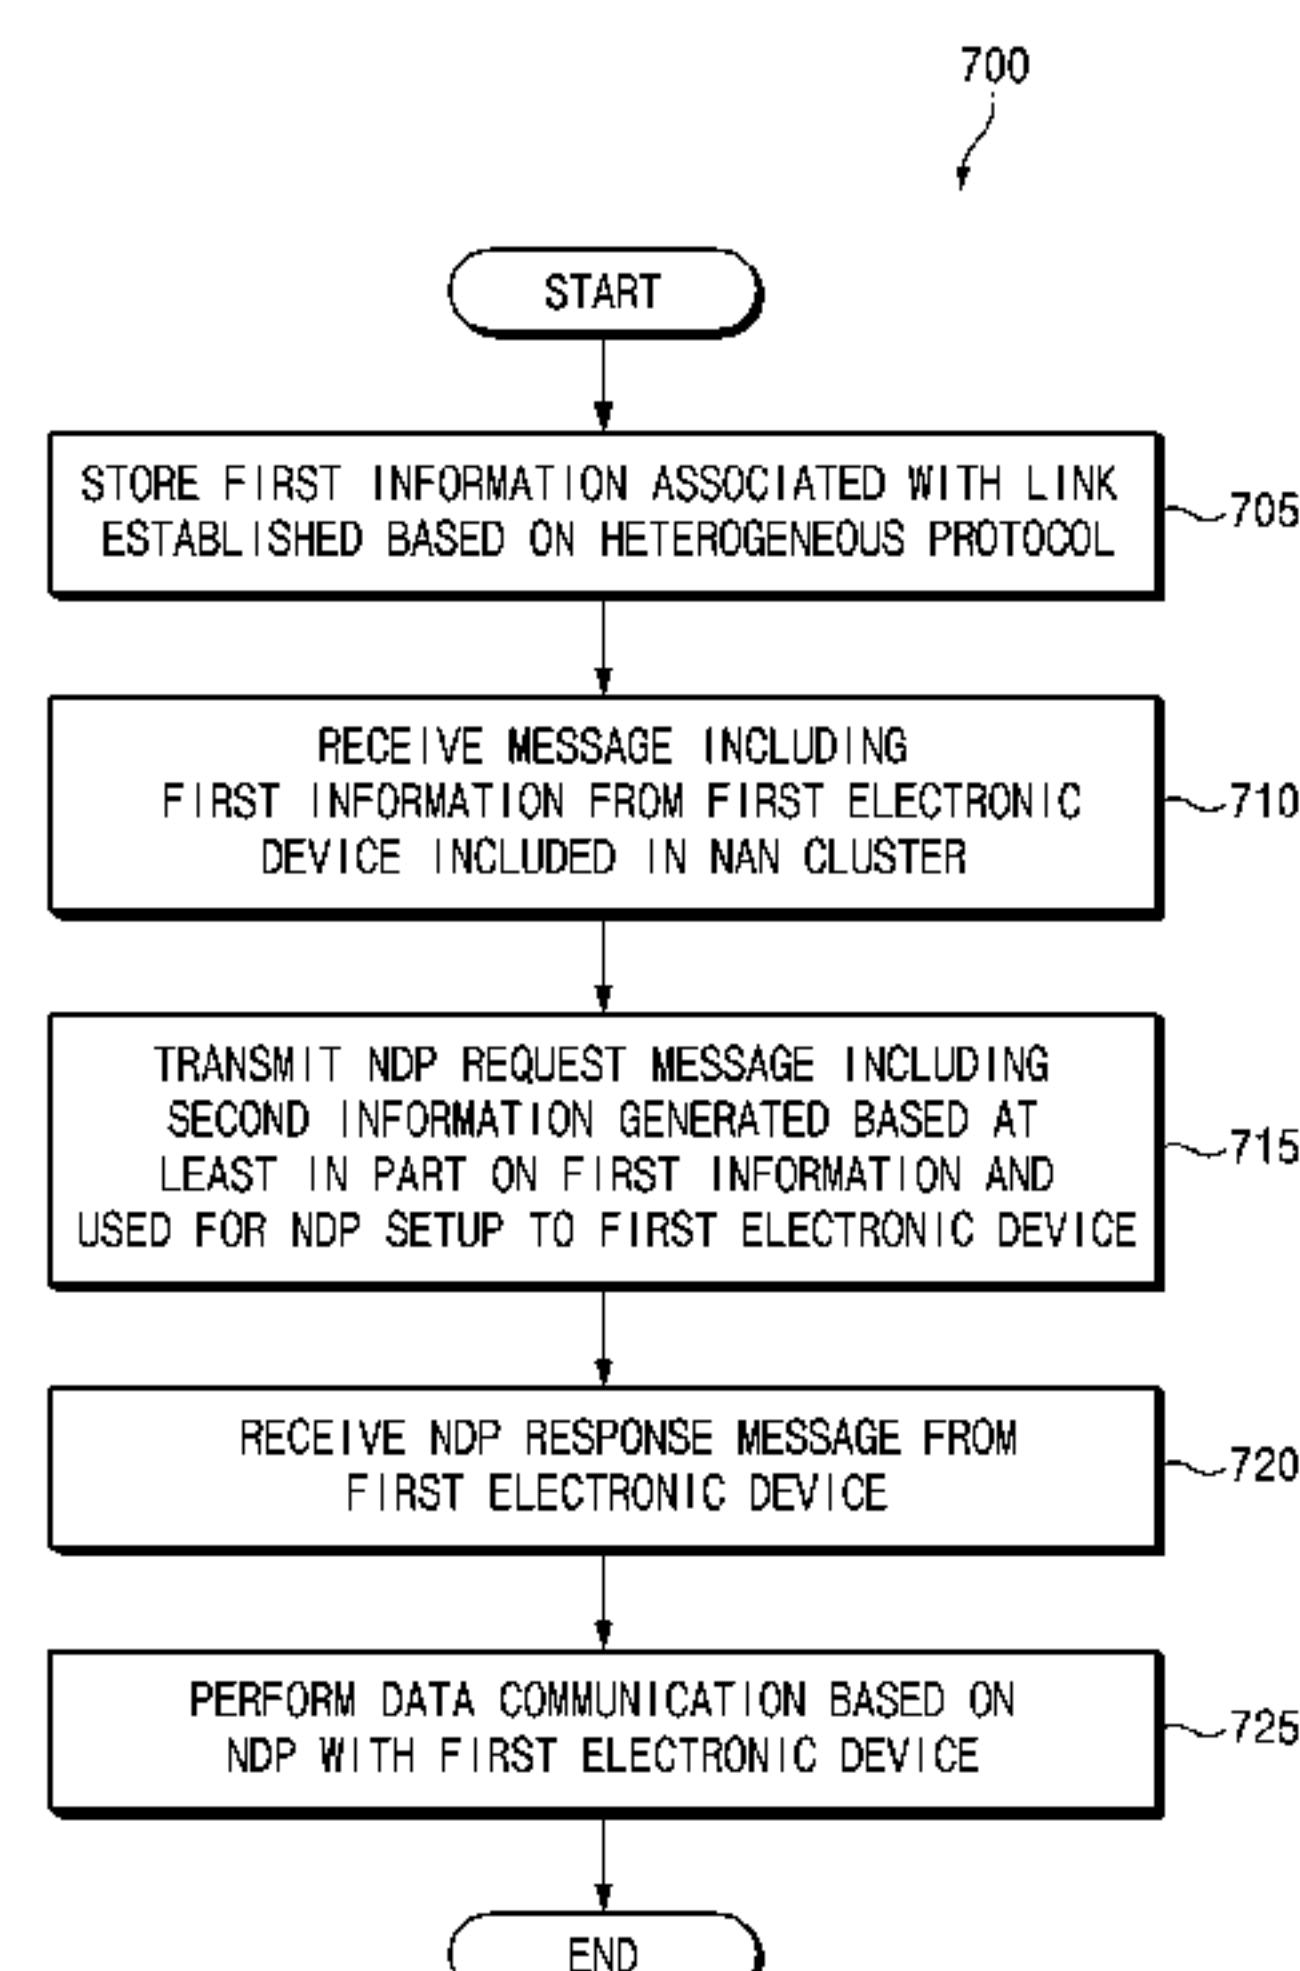 700
START
STORE FIRST INFORMATION ASSOCIATED WITH LINK
ESTABLISHED BASED ON HETEROGENEOUS PROTOCOL
705
RECEIVE MESSAGE INCLUDING
FIRST INFORMATION FROM FIRST ELECTRONIC
DEVICE INCLUDED IN NAN CLUSTER
710
TRANSMIT NDP REQUEST MESSAGE INCLUDING
SECOND INFORMATION GENERATED BASED AT
LEAST IN PART ON FIRST INFORMATION AND
USED FOR NDP SETUP TO FIRST ELECTRONIC DEVICE
715
RECEIVE NDP RESPONSE MESSAGE FROM
FIRST ELECTRONIC DEVICE
720
PERFORM DATA COMMUNICATION BASED ON
NDP WITH FIRST ELECTRONIC DEVICE
725
END